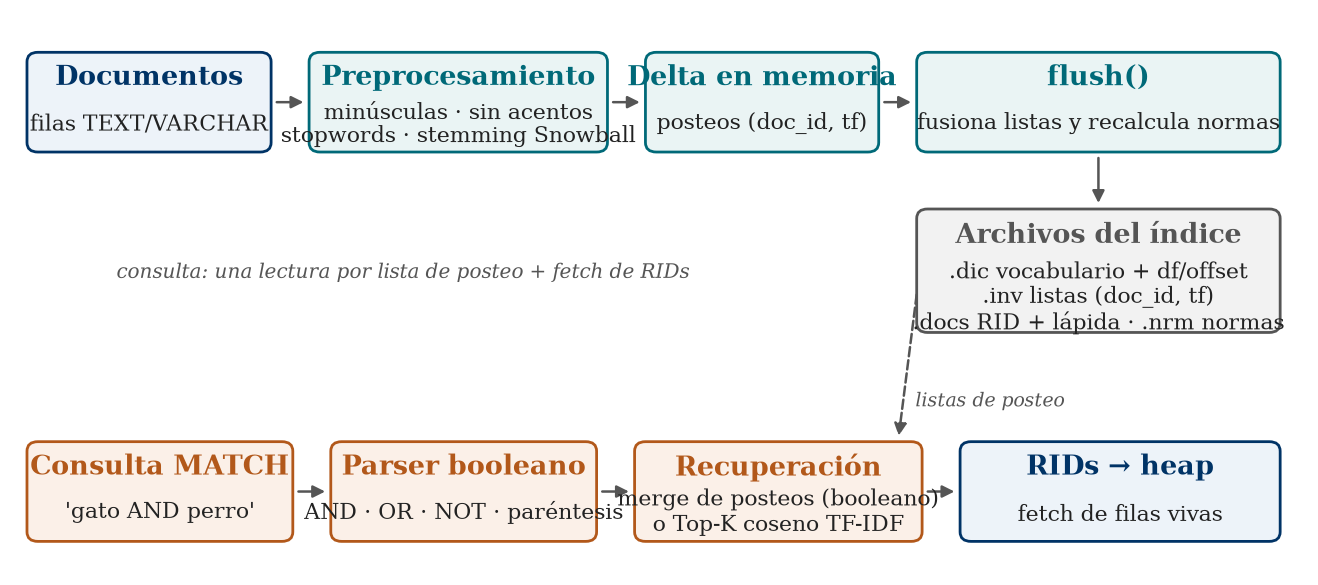 Documentos
filas TEXT/VARCHAR
Preprocesamiento
minúsculas · sin acentos
stopwords · stemming Snowball
Delta en memoria
posteos (doc_id, tf)
flush()
fusiona listas y recalcula normas
Archivos del índice
.dic vocabulario + df/offset
.inv listas (doc_id, tf)
.docs RID + lápida · .nrm normas
consulta: una lectura por lista de posteo + fetch de RIDs
listas de posteo
Consulta MATCH
'gato AND perro'
Parser booleano
AND · OR · NOT · paréntesis
Recuperación
merge de posteos (booleano)
o Top-K coseno TF-IDF
RIDs → heap
fetch de filas vivas